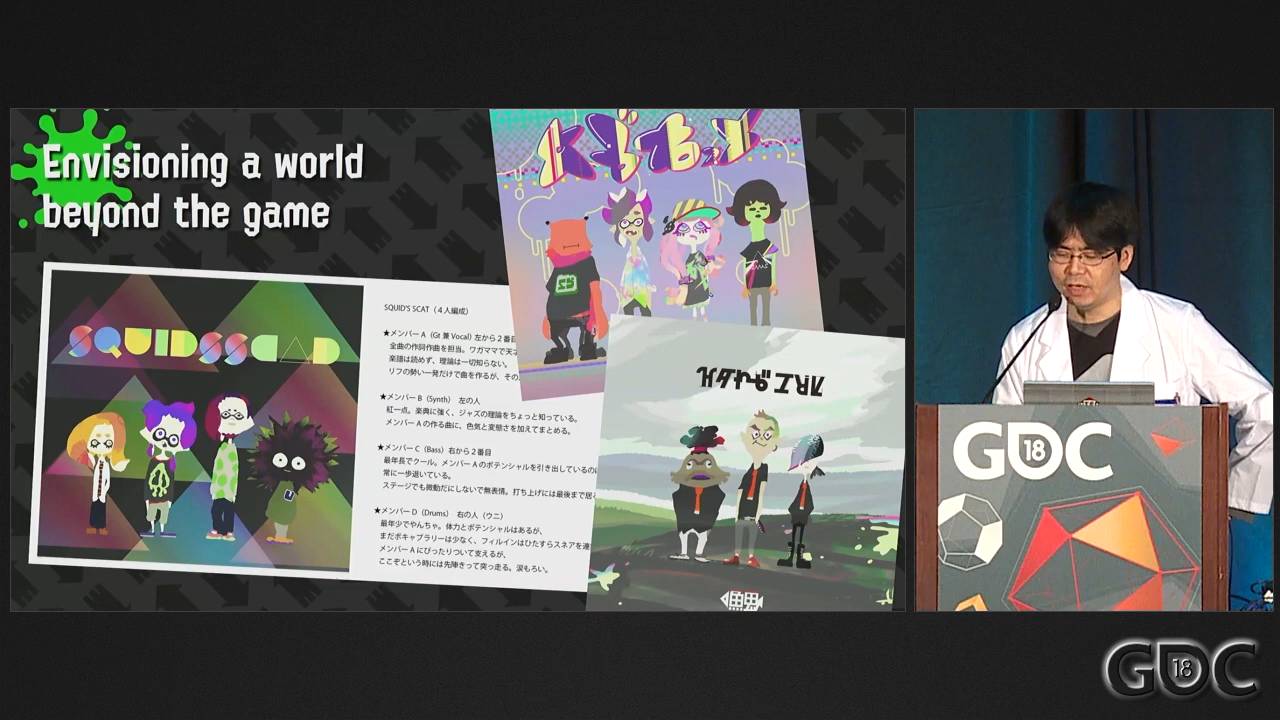 Envisioning a world
beyond the game
SQUIDSSCAD
SQUID'S SCAT（４人編成）
★メンバー A（Gt 兼 Vocal）左から２番目
全曲の作詞作曲を担当。ワガママで天才
楽譜は読めず、理論は一切知らない。
リフの勢い一発だけで曲を作るが、その
★メンバー B（Synth） 左の人
紅一点。楽典に強く、ジャズの理論をちょっと知っている。
メンバー A の作る曲に、色気と変態さを加えてまとめる。
★メンバー C（Bass）右から２番目
最年長でクール。メンバー A のポテンシャルを引き出しているのに
常に一歩退いている。
ステージでも微動だにしないで無表情。打ち上げには最後まで居
★メンバー D（Drums） 右の人（ウニ）
最年少でやんちゃ。体力とポテンシャルはあるが、
まだボキャブラリーは少なく、フィルインはひたすらスネアを連
メンバー A にぴったりついて支えるが、
ここぞという時には先陣きって突っ走る。涙もろい。
GDC
18
GDC
18